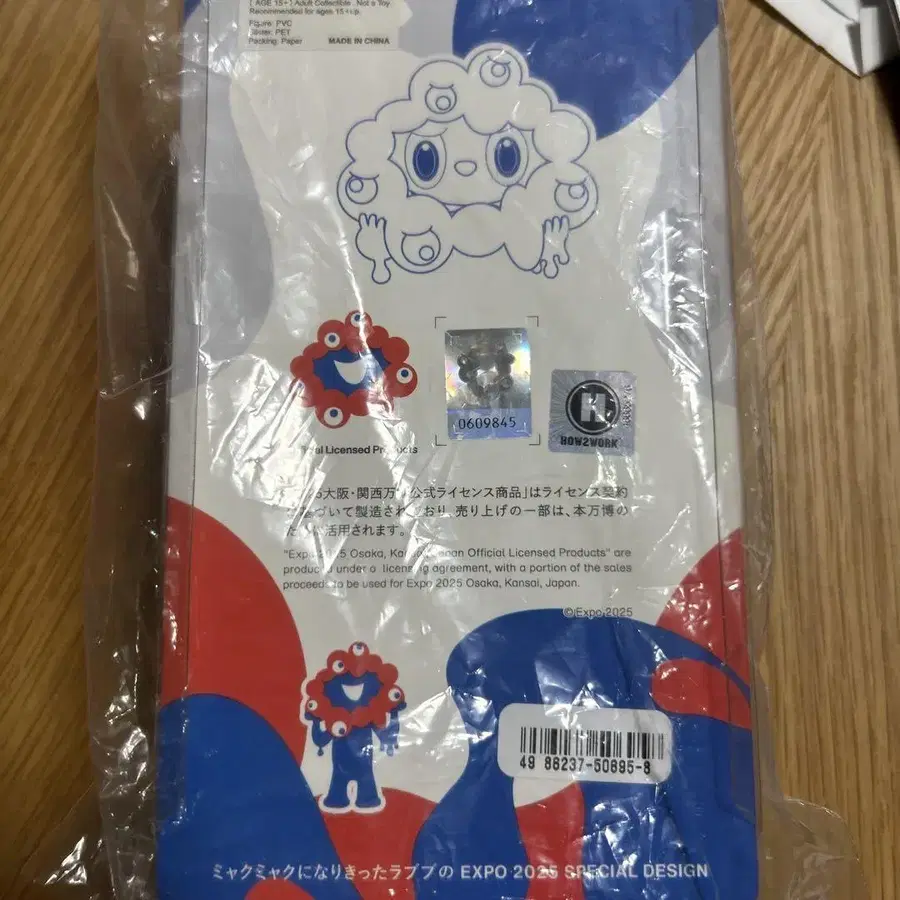 [ AGE 15+ ] Adult Collectible . Not a Toy
Recommended for ages 15+up.
Figure: PVC
PET
Packing: Paper MADE IN CHINA
0609845
H
HOW2WORK
Licensed Products
大阪・関西万 公式ライセンス商品」はライセンス契約
づいて製造され おり、売り上げの一部は、本万博の
活用されます。
"Expo 2025 Osaka, Kansai, Japan Official Licensed Products" are
produced under a licensing agreement, with a portion of the sales
proceeds to be used for Expo 2025 Osaka, Kansai, Japan.
©Expo 2025
49 86237-50895-8
ミャクミャクになりきったラブブの EXPO 2025 SPECIAL DESIGN